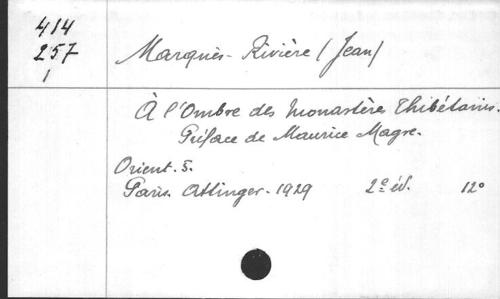 414
257
1
Marquès-Rivière (Jean)
À l'Ombre des Monastères Thibétains.
Préface de Maurice Magre.
Orient. 5.
Paris. Attinger. 1929 2e éd. 12°